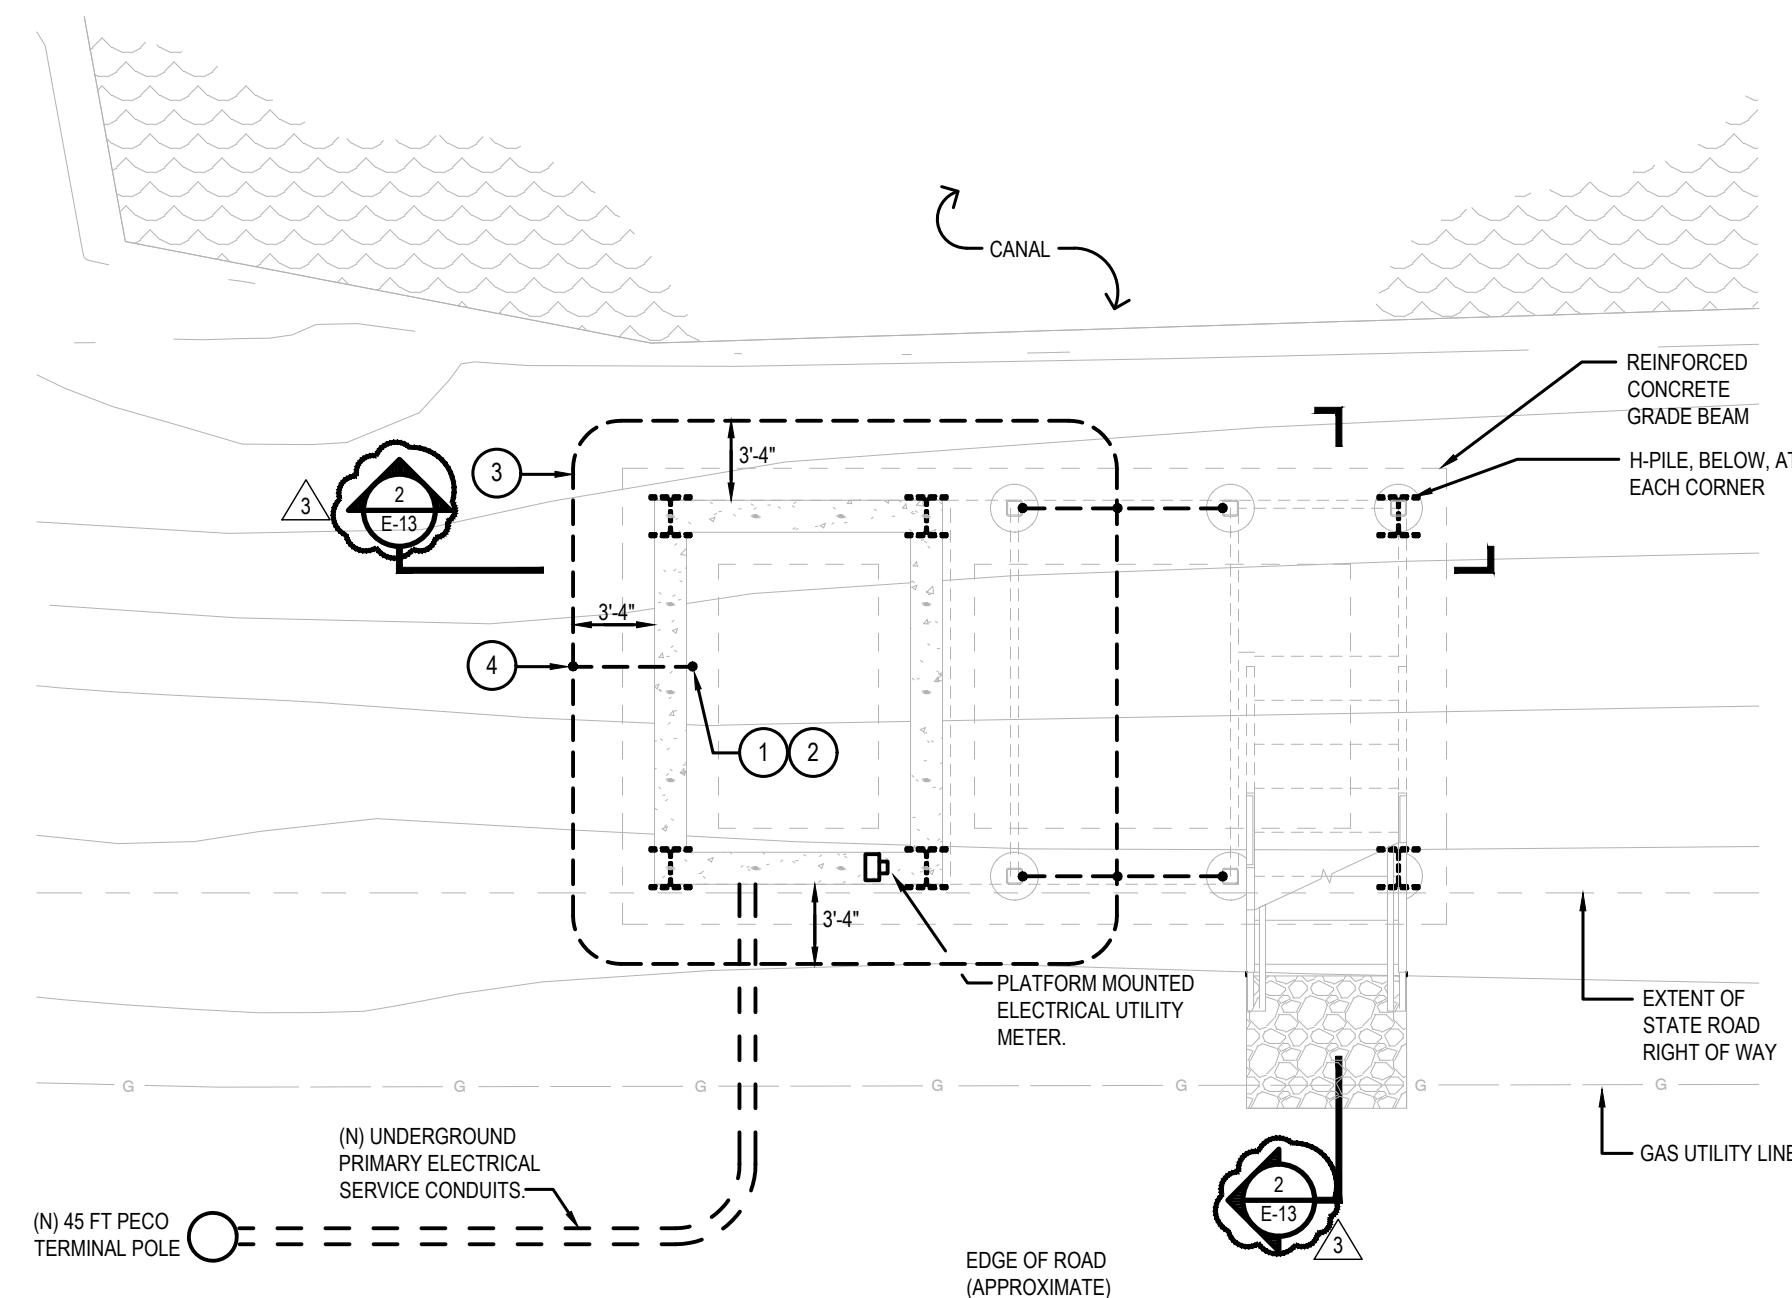 CANAL
REINFORCED
CONCRETE
GRADE BEAM
3'-4"
3
H-PILE, BELOW, AT
EACH CORNER
2
E-13
3
3'-4"
4
1
2
3'-4"
PLATFORM MOUNTED
ELECTRICAL UTILITY
METER.
EXTENT OF
STATE ROAD
RIGHT OF WAY
G
G
G
G
G
G
G
(N) UNDERGROUND
PRIMARY ELECTRICAL
SERVICE CONDUITS.
GAS UTILITY LINE
2
E-13
3
(N) 45 FT PECO
TERMINAL POLE
EDGE OF ROAD
(APPROXIMATE)